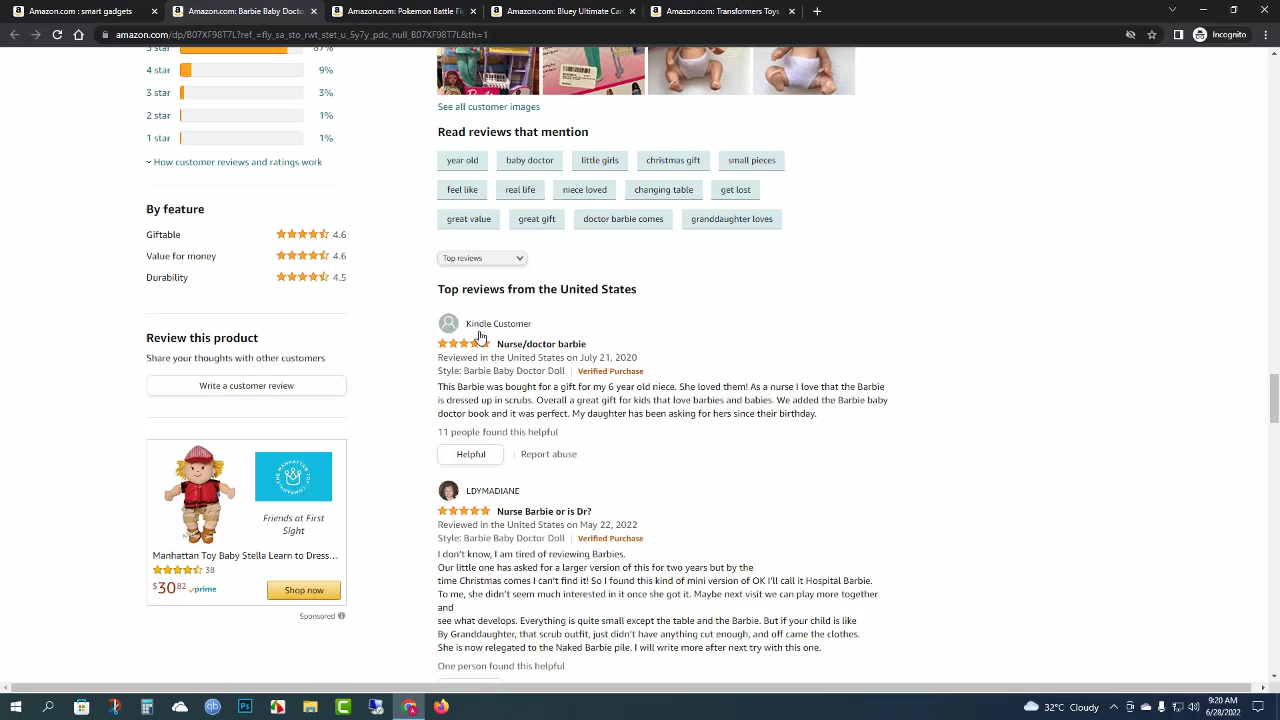 Amazon.com : smart gadgets
Amazon.com: Barbie Baby Doctor
Amazon.com: Pokemon Battle Fig
Amazon.com: Blue Ultimate Car
Amazon.com: Transformers Toys
amazon.com/dp/B07XF98T7L?ref_=fly_sa_sto_rwt_stet_u_5y7y_pdc_null_B07XF98T7L&th=1
Incognito
5 star 87%
4 star 9%
3 star 3%
2 star 1%
1 star 1%
How customer reviews and ratings work
By feature
Giftable 4.6
Value for money 4.6
Durability 4.5
Review this product
Share your thoughts with other customers
Write a customer review
THE MANHATTAN TOY COMPANY
Friends at First
Sight
Manhattan Toy Baby Stella Learn to Dress...
38
$30 82 prime
Shop now
Sponsored
Barbie
See all customer images
Read reviews that mention
year old baby doctor little girls christmas gift small pieces
feel like real life niece loved changing table get lost
great value great gift doctor barbie comes granddaughter loves
Top reviews
Top reviews from the United States
Kindle Customer
Nurse/doctor barbie
Reviewed in the United States on July 21, 2020
Style: Barbie Baby Doctor Doll | Verified Purchase
This Barbie was bought for a gift for my 6 year old niece. She loved them! As a nurse I love that the Barbie
is dressed up in scrubs. Overall a great gift for kids that love barbies and babies. We added the Barbie baby
doctor book and it was perfect. My daughter has been asking for hers since their birthday.
11 people found this helpful
Helpful | Report abuse
LDYMADIANE
Nurse Barbie or is Dr?
Reviewed in the United States on May 22, 2022
Style: Barbie Baby Doctor Doll | Verified Purchase
I don't know, I am tired of reviewing Barbies.
Our little one has asked for a larger version of this for two years but by the
time Christmas comes I can't find it! So I found this kind of mini version of OK I'll call it Hospital Barbie.
To me, she didn't seem much interested in it once she got it. Maybe next visit we can play more together
and
see what develops. Everything is quite small except the table and the Barbie. But if your child is like
By Granddaughter, that scrub outfit, just didn't have anything cut enough, and off came the clothes.
She is now relegated to the Naked Barbie pile. I will write more after next try with this one.
One person found this helpful
32°C Cloudy
9:20 AM
6/28/2022